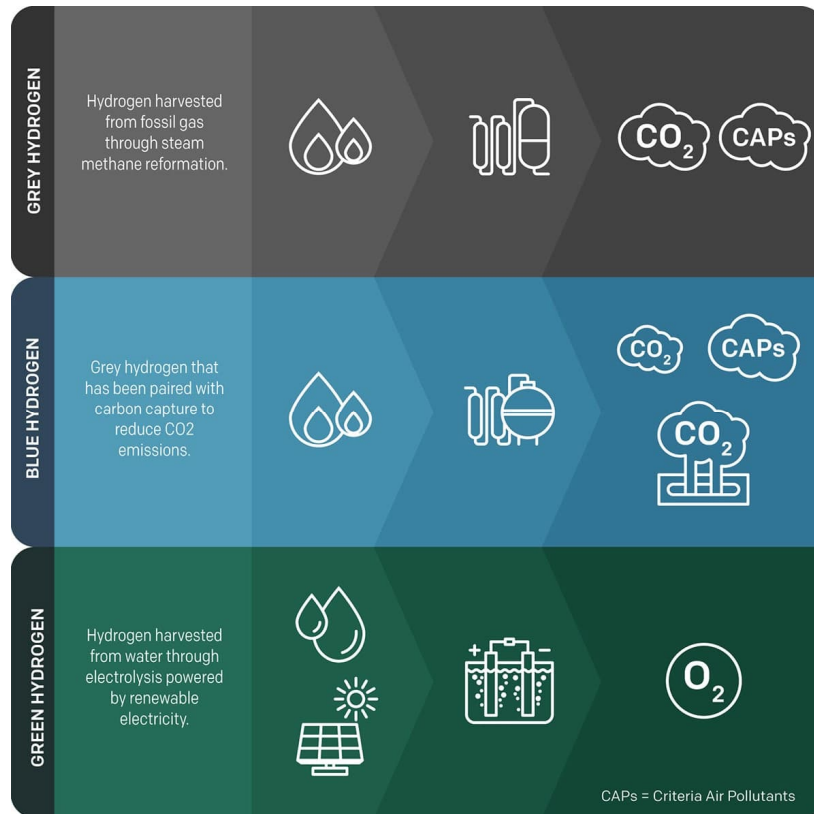 GREY HYDROGEN
Hydrogen harvested
from fossil gas
through steam
methane reformation.
CO2
CAPs
BLUE HYDROGEN
Grey hydrogen that
has been paired with
carbon capture to
reduce CO2
emissions.
CO2
CAPs
CO2
GREEN HYDROGEN
Hydrogen harvested
from water through
electrolysis powered
by renewable
electricity.
+ −
O2
CAPs = Criteria Air Pollutants